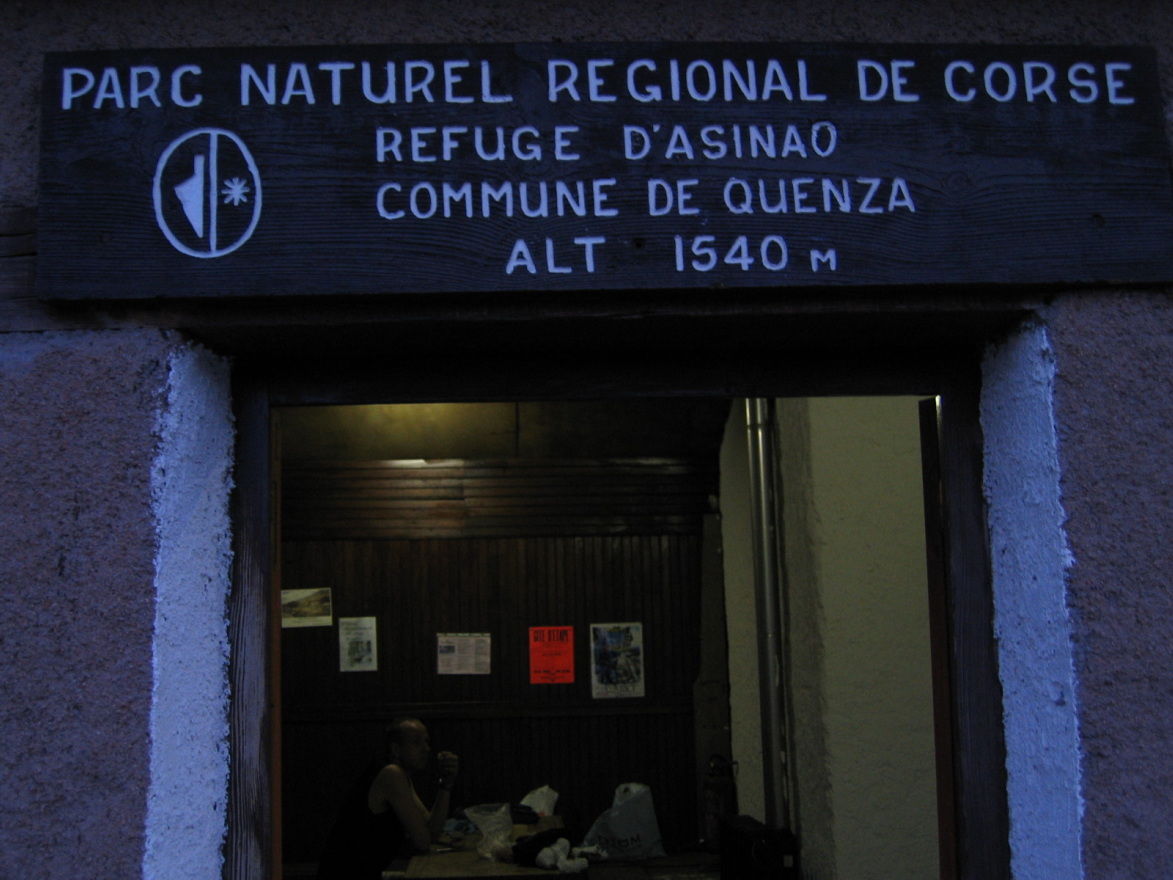 PARC NATUREL REGIONAL DE CORSE
REFUGE D'ASINAO
COMMUNE DE QUENZA
ALT 1540 M